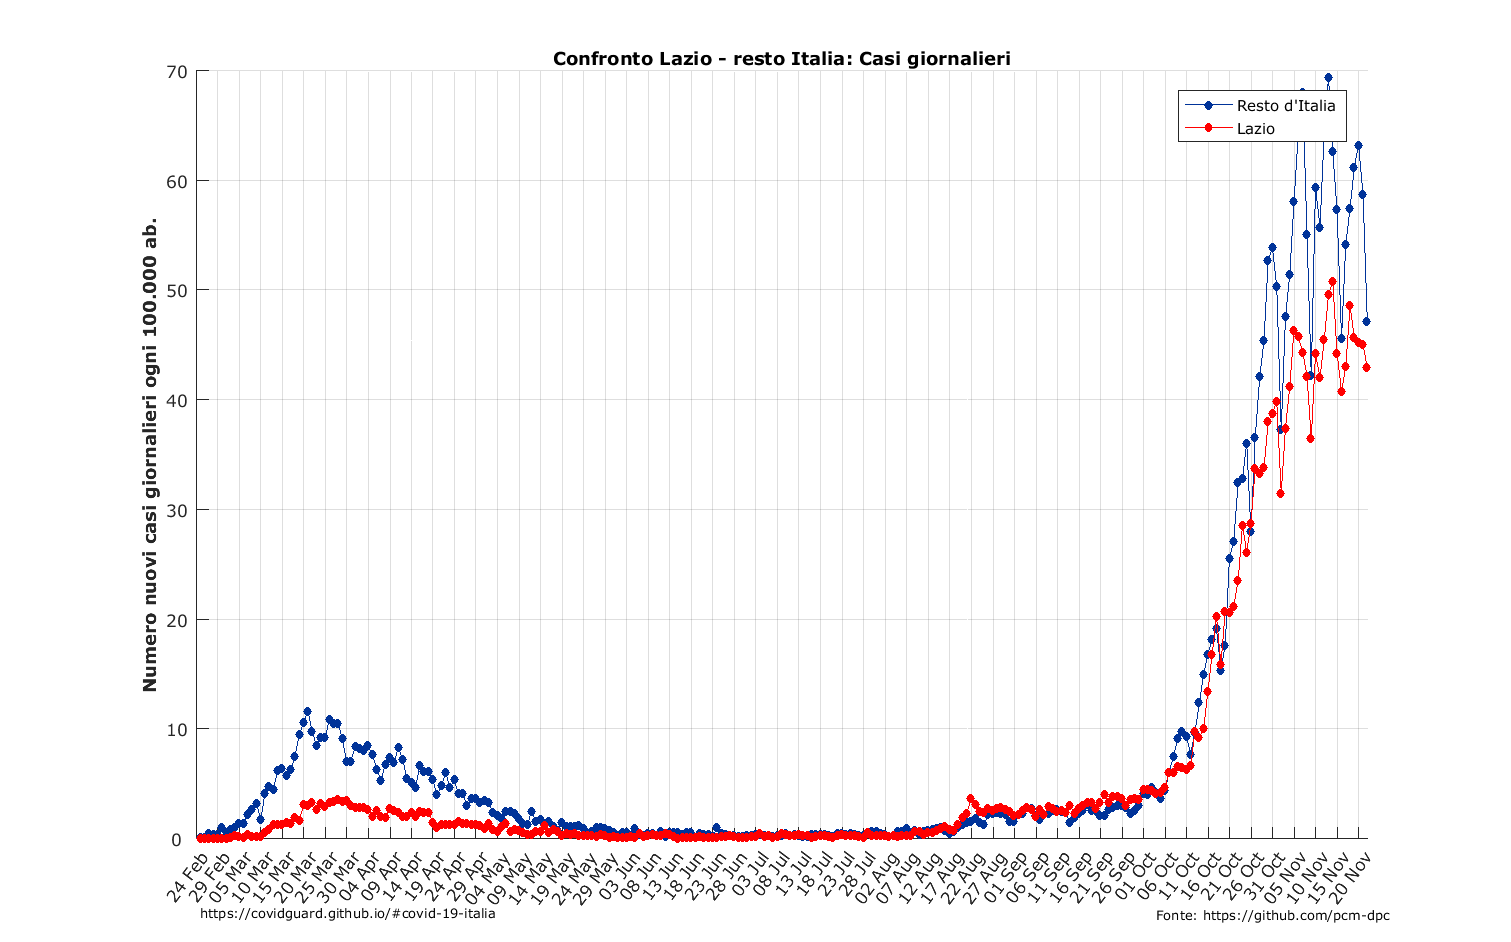 Confronto Lazio - resto Italia: Casi giornalieri
Resto d'Italia
Lazio
Numero nuovi casi giornalieri ogni 100.000 ab.
70
60
50
40
30
20
10
0
24 Feb
29 Feb
05 Mar
10 Mar
15 Mar
20 Mar
25 Mar
30 Mar
04 Apr
09 Apr
14 Apr
19 Apr
24 Apr
29 Apr
04 May
09 May
14 May
19 May
24 May
29 May
03 Jun
08 Jun
13 Jun
18 Jun
23 Jun
28 Jun
03 Jul
08 Jul
13 Jul
18 Jul
23 Jul
28 Jul
02 Aug
07 Aug
12 Aug
17 Aug
22 Aug
27 Aug
01 Sep
06 Sep
11 Sep
16 Sep
21 Sep
26 Sep
01 Oct
06 Oct
11 Oct
16 Oct
21 Oct
26 Oct
31 Oct
05 Nov
10 Nov
15 Nov
20 Nov
https://covidguard.github.io/#covid-19-italia
Fonte: https://github.com/pcm-dpc